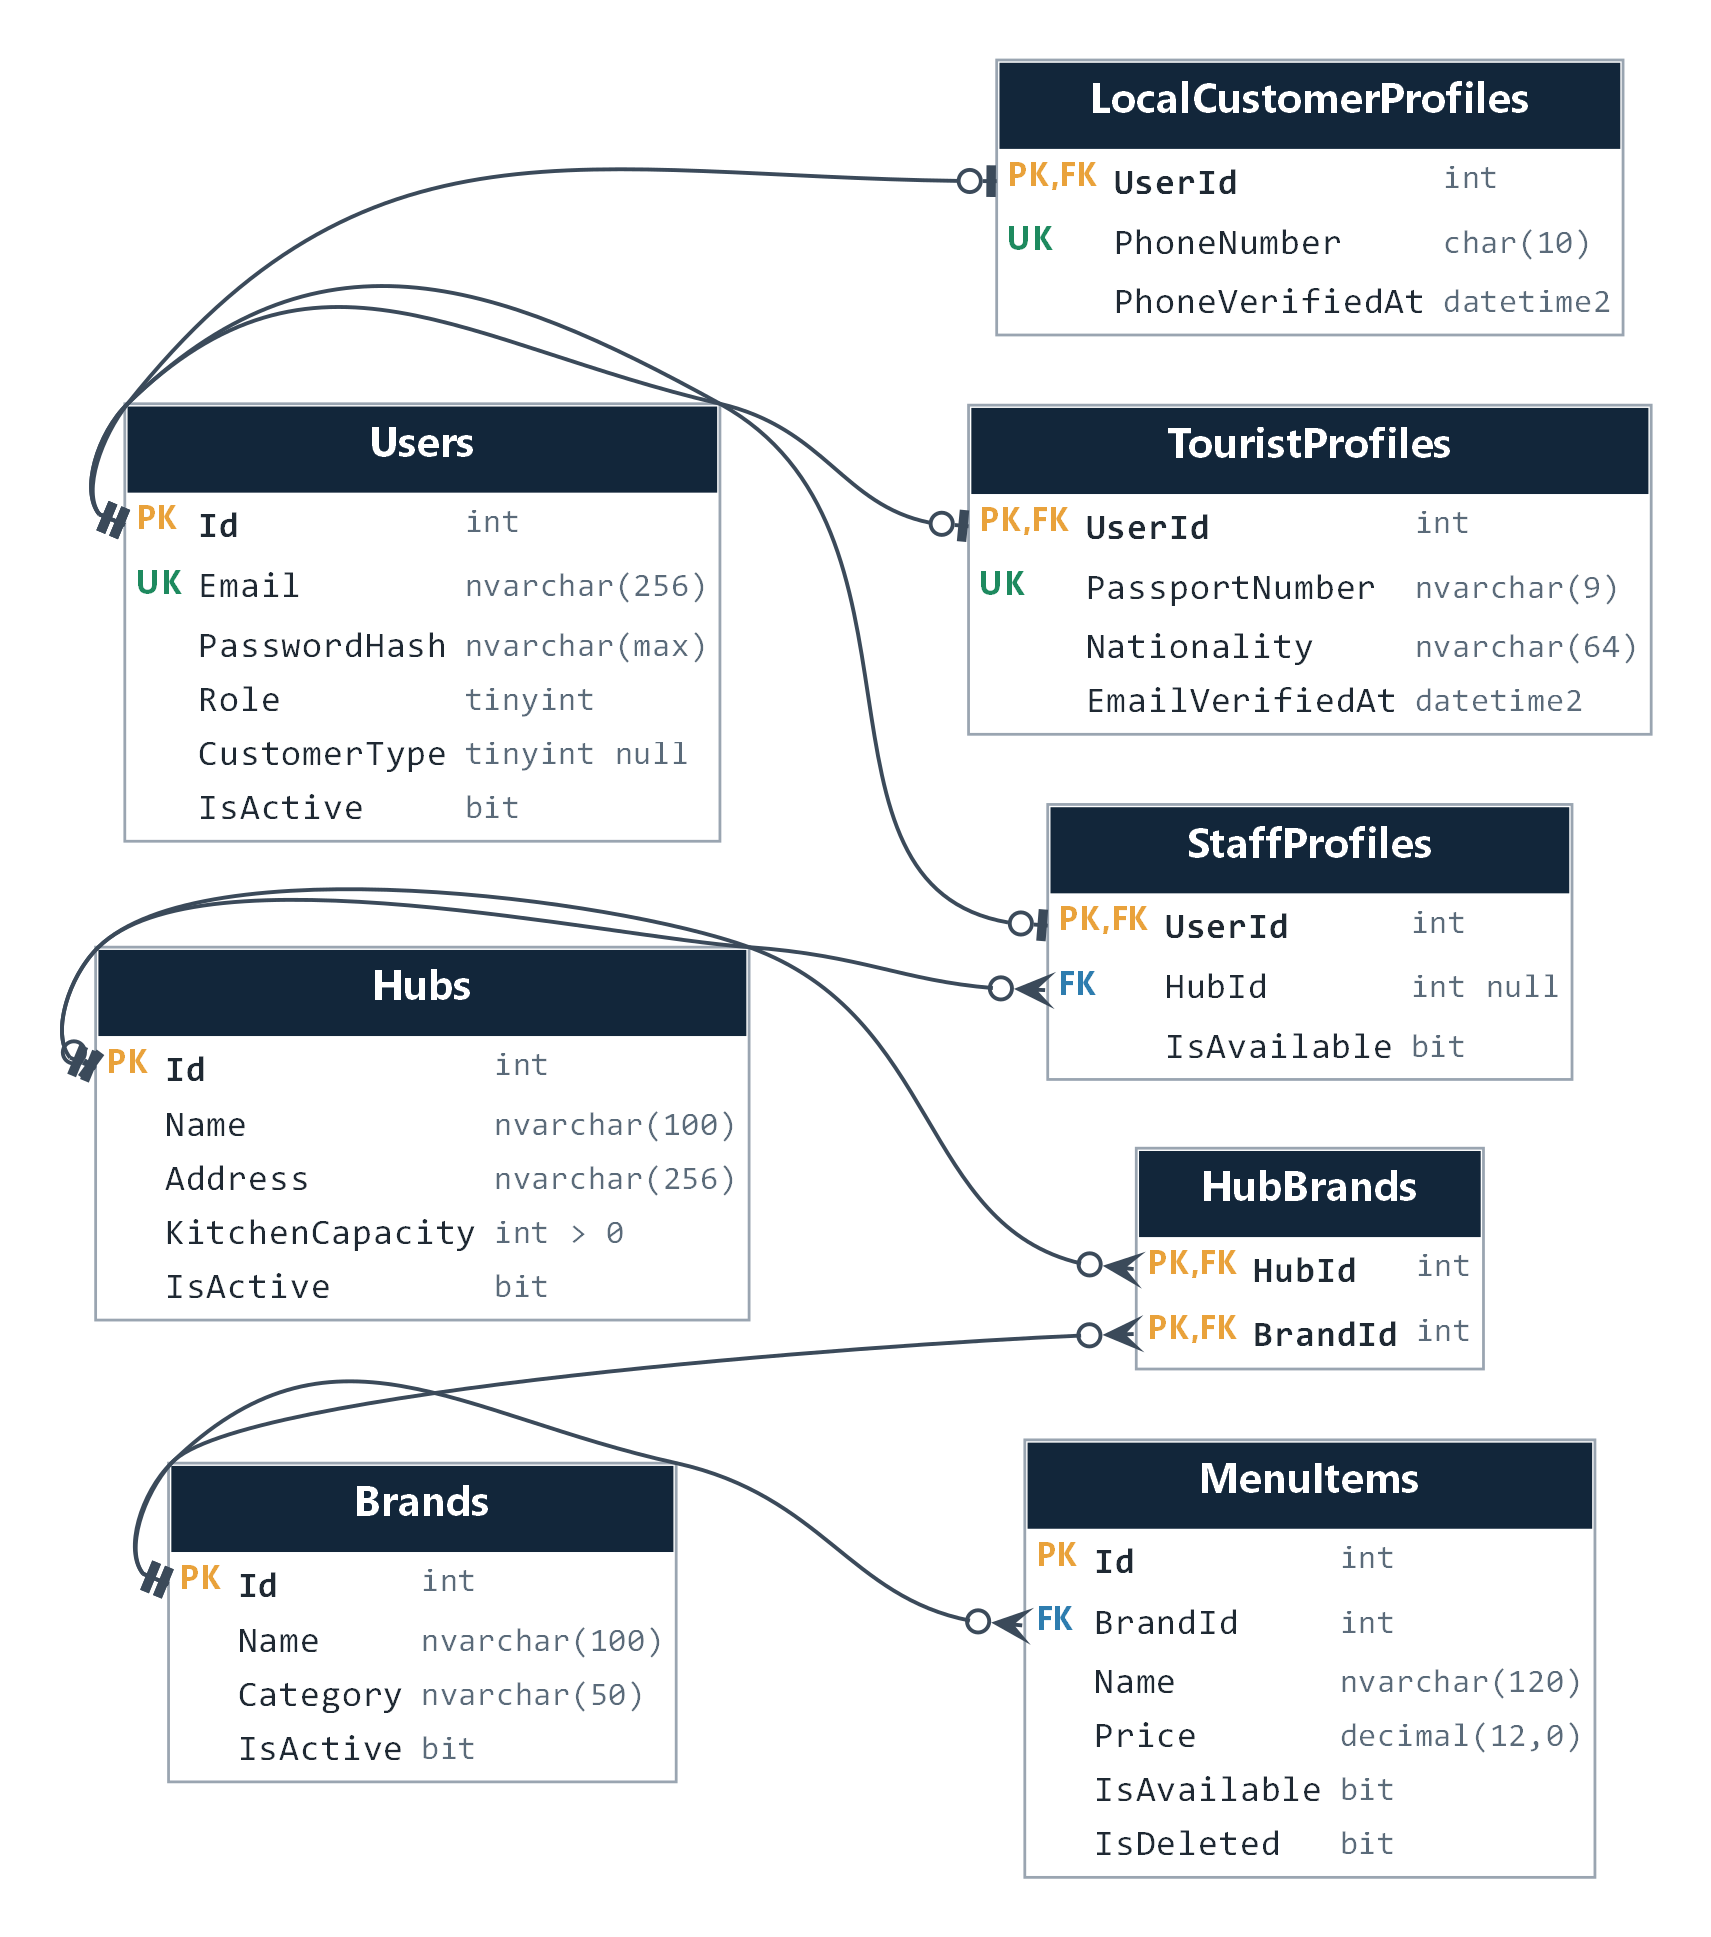 LocalCustomerProfiles
PK,FK UserId int
UK PhoneNumber char(10)
PhoneVerifiedAt datetime2
Users
PK Id int
UK Email nvarchar(256)
PasswordHash nvarchar(max)
Role tinyint
CustomerType tinyint null
IsActive bit
TouristProfiles
PK,FK UserId int
UK PassportNumber nvarchar(9)
Nationality nvarchar(64)
EmailVerifiedAt datetime2
StaffProfiles
PK,FK UserId int
FK HubId int null
IsAvailable bit
Hubs
PK Id int
Name nvarchar(100)
Address nvarchar(256)
KitchenCapacity int > 0
IsActive bit
HubBrands
PK,FK HubId int
PK,FK BrandId int
Brands
PK Id int
Name nvarchar(100)
Category nvarchar(50)
IsActive bit
MenuItems
PK Id int
FK BrandId int
Name nvarchar(120)
Price decimal(12,0)
IsAvailable bit
IsDeleted bit